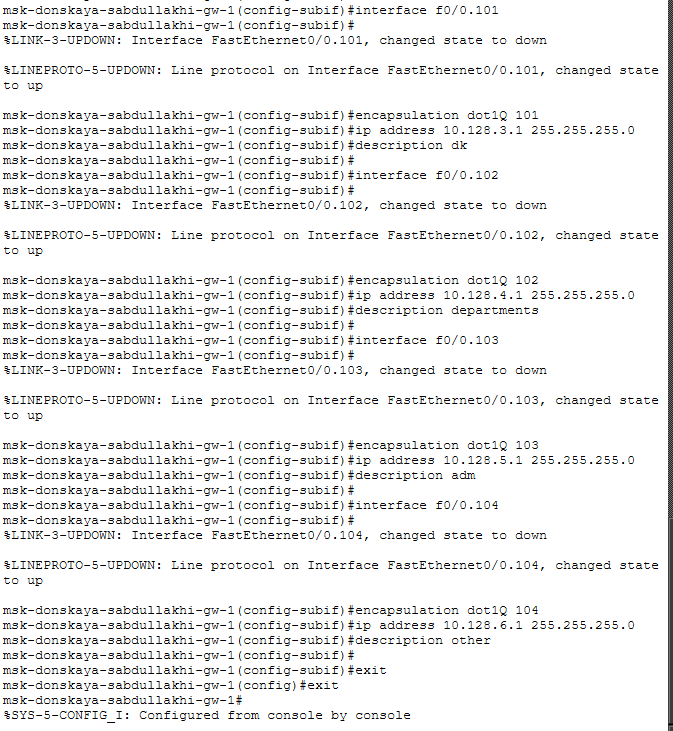 msk-donskaya-sabdullakhi-gw-1(config-subif)#interface f0/0.101
msk-donskaya-sabdullakhi-gw-1(config-subif)#
%LINK-3-UPDOWN: Interface FastEthernet0/0.101, changed state to down
%LINEPROTO-5-UPDOWN: Line protocol on Interface FastEthernet0/0.101, changed state
to up
msk-donskaya-sabdullakhi-gw-1(config-subif)#encapsulation dot1Q 101
msk-donskaya-sabdullakhi-gw-1(config-subif)#ip address 10.128.3.1 255.255.255.0
msk-donskaya-sabdullakhi-gw-1(config-subif)#description dk
msk-donskaya-sabdullakhi-gw-1(config-subif)#
msk-donskaya-sabdullakhi-gw-1(config-subif)#interface f0/0.102
msk-donskaya-sabdullakhi-gw-1(config-subif)#
%LINK-3-UPDOWN: Interface FastEthernet0/0.102, changed state to down
%LINEPROTO-5-UPDOWN: Line protocol on Interface FastEthernet0/0.102, changed state
to up
msk-donskaya-sabdullakhi-gw-1(config-subif)#encapsulation dot1Q 102
msk-donskaya-sabdullakhi-gw-1(config-subif)#ip address 10.128.4.1 255.255.255.0
msk-donskaya-sabdullakhi-gw-1(config-subif)#description departments
msk-donskaya-sabdullakhi-gw-1(config-subif)#
msk-donskaya-sabdullakhi-gw-1(config-subif)#interface f0/0.103
msk-donskaya-sabdullakhi-gw-1(config-subif)#
%LINK-3-UPDOWN: Interface FastEthernet0/0.103, changed state to down
%LINEPROTO-5-UPDOWN: Line protocol on Interface FastEthernet0/0.103, changed state
to up
msk-donskaya-sabdullakhi-gw-1(config-subif)#encapsulation dot1Q 103
msk-donskaya-sabdullakhi-gw-1(config-subif)#ip address 10.128.5.1 255.255.255.0
msk-donskaya-sabdullakhi-gw-1(config-subif)#description adm
msk-donskaya-sabdullakhi-gw-1(config-subif)#
msk-donskaya-sabdullakhi-gw-1(config-subif)#interface f0/0.104
msk-donskaya-sabdullakhi-gw-1(config-subif)#
%LINK-3-UPDOWN: Interface FastEthernet0/0.104, changed state to down
%LINEPROTO-5-UPDOWN: Line protocol on Interface FastEthernet0/0.104, changed state
to up
msk-donskaya-sabdullakhi-gw-1(config-subif)#encapsulation dot1Q 104
msk-donskaya-sabdullakhi-gw-1(config-subif)#ip address 10.128.6.1 255.255.255.0
msk-donskaya-sabdullakhi-gw-1(config-subif)#description other
msk-donskaya-sabdullakhi-gw-1(config-subif)#
msk-donskaya-sabdullakhi-gw-1(config-subif)#exit
msk-donskaya-sabdullakhi-gw-1(config)#exit
msk-donskaya-sabdullakhi-gw-1#
%SYS-5-CONFIG_I: Configured from console by console